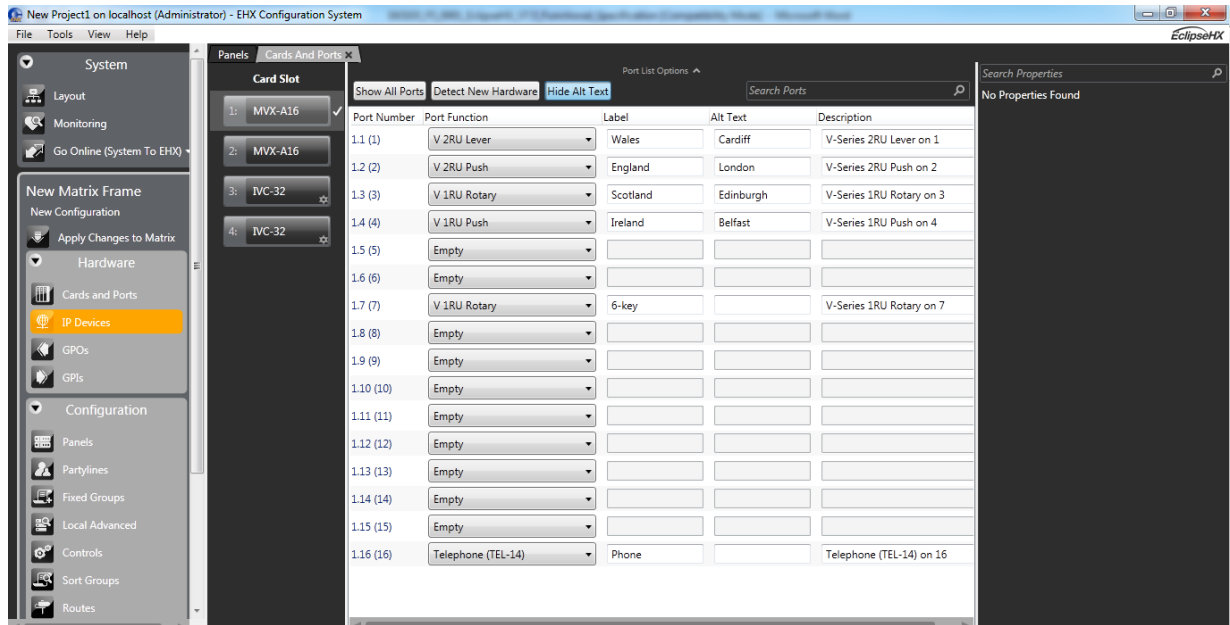 New Project1 on localhost (Administrator) - EHX Configuration System
File Tools View Help
EclipseHX
System
Layout
Monitoring
Go Online (System To EHX)
New Matrix Frame
New Configuration
Apply Changes to Matrix
Hardware
Cards and Ports
IP Devices
GPOs
GPIs
Configuration
Panels
Partylines
Fixed Groups
Local Advanced
Controls
Sort Groups
Routes
Panels Cards And Ports
Card Slot
1: MVX-A16
2: MVX-A16
3: IVC-32
4: IVC-32
Port List Options
Show All Ports Detect New Hardware Hide Alt Text Search Ports
Port Number Port Function Label Alt Text Description
1.1 (1) V 2RU Lever Wales Cardiff V-Series 2RU Lever on 1
1.2 (2) V 2RU Push England London V-Series 2RU Push on 2
1.3 (3) V 1RU Rotary Scotland Edinburgh V-Series 1RU Rotary on 3
1.4 (4) V 1RU Push Ireland Belfast V-Series 1RU Push on 4
1.5 (5) Empty
1.6 (6) Empty
1.7 (7) V 1RU Rotary 6-key V-Series 1RU Rotary on 7
1.8 (8) Empty
1.9 (9) Empty
1.10 (10) Empty
1.11 (11) Empty
1.12 (12) Empty
1.13 (13) Empty
1.14 (14) Empty
1.15 (15) Empty
1.16 (16) Telephone (TEL-14) Phone Telephone (TEL-14) on 16
Search Properties
No Properties Found